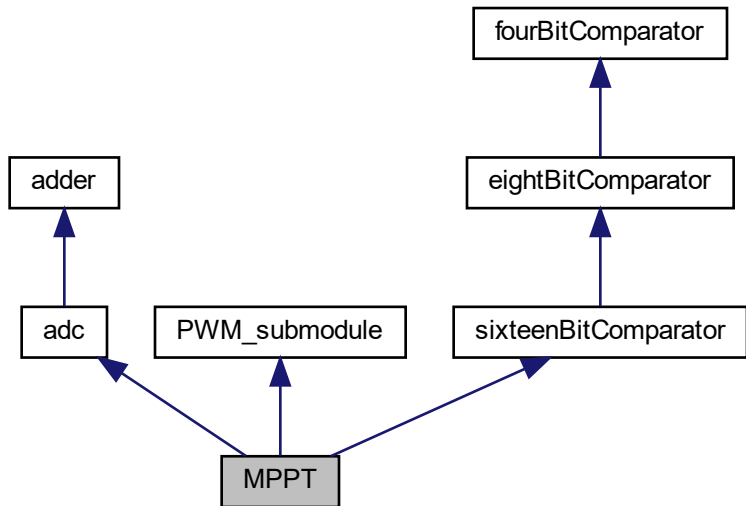 fourBitComparator
adder
eightBitComparator
adc
PWM_submodule
sixteenBitComparator
MPPT